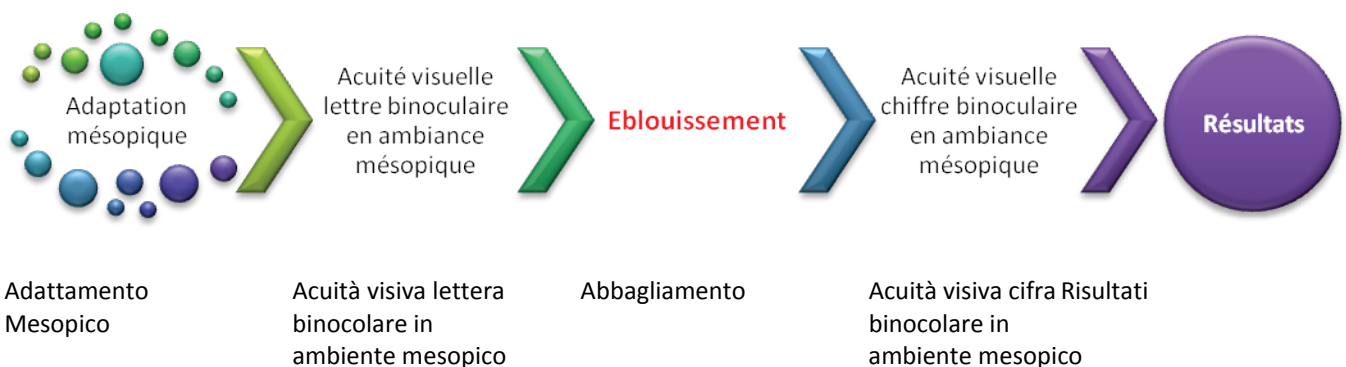 Adaptation
mésopique
Acuité visuelle
lettre binoculaire
en ambiance
mésopique
Eblouissement
Acuité visuelle
chiffre binoculaire
en ambiance
mésopique
Résultats
Adattamento
Mesopico
Acuità visiva lettera
binocolare in
ambiente mesopico
Abbagliamento
Acuità visiva cifra Risultati
binocolare in
ambiente mesopico